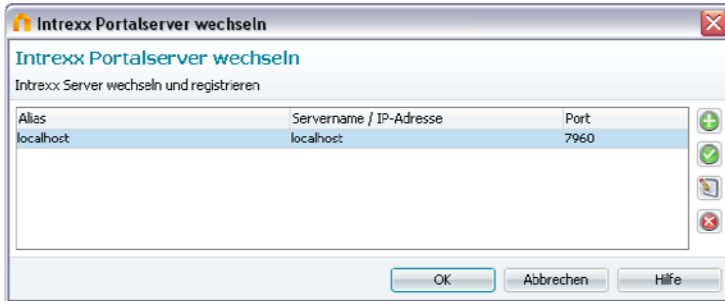 Intrexx Portalserver wechseln
Intrexx Portalserver wechseln
Intrexx Server wechseln und registrieren
Alias Servername / IP-Adresse Port
localhost localhost 7960
OK Abbrechen Hilfe